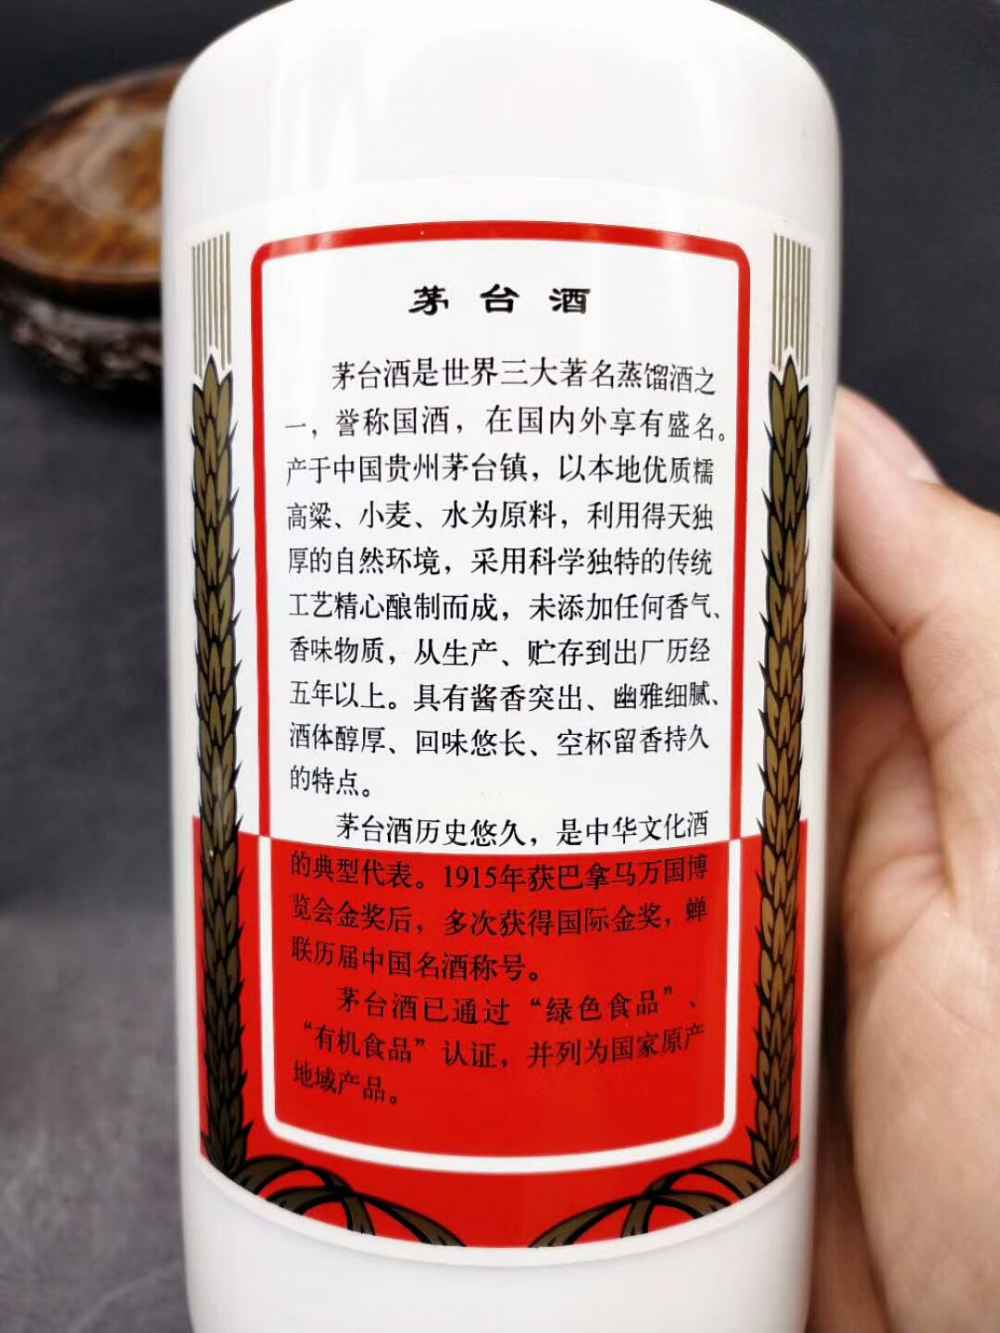 茅台酒
茅台酒是世界三大著名蒸馏酒之
一，誉称国酒，在国内外享有盛名。
产于中国贵州茅台镇，以本地优质糯
高粱、小麦、水为原料，利用得天独
厚的自然环境，采用科学独特的传统
工艺精心酿制而成，未添加任何香气、
香味物质，从生产、贮存到出厂历经
五年以上。具有酱香突出、幽雅细腻、
酒体醇厚、回味悠长、空杯留香持久
的特点。
茅台酒历史悠久，是中华文化酒
的典型代表。1915年获巴拿马万国博
览会金奖后，多次获得国际金奖，蝉
联历届中国名酒称号。
茅台酒已通过“绿色食品”、
“有机食品”认证，并列为国家原产
地域产品。